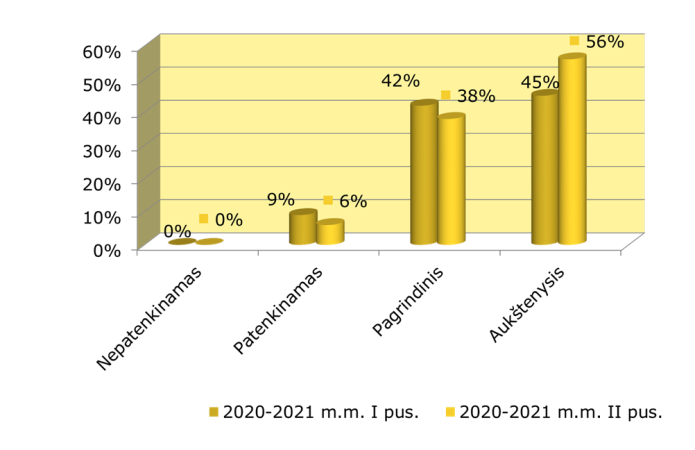 60%
50%
40%
30%
20%
10%
0%
0%
0%
9%
6%
42%
38%
45%
56%
Nepatenkinamas
Patenkinamas
Pagrindinis
Aukštenysis
2020-2021 m.m. I pus.
2020-2021 m.m. II pus.